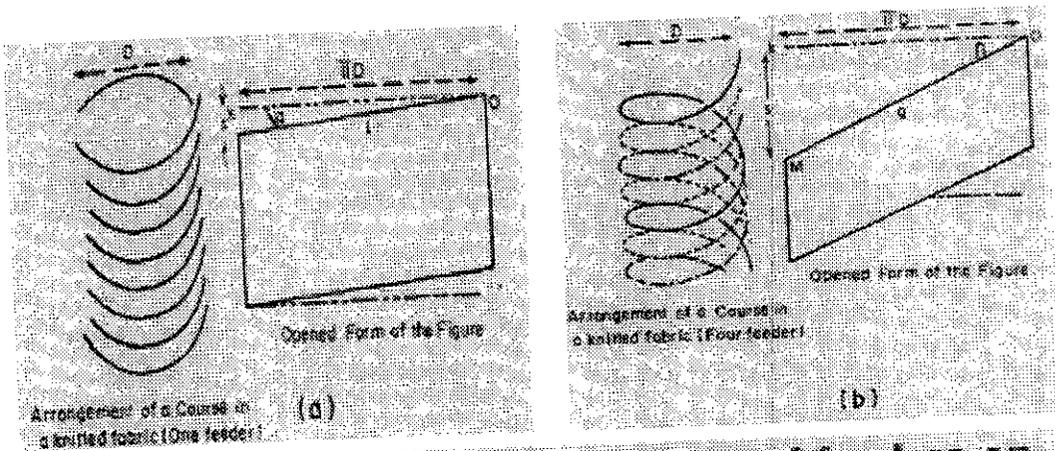 D
ΠD
O
L
Opened Form of the Figure
Arrangement of a Course in
a knitted fabric (One feeder)
(a)
D
ΠD
M
Opened Form of the Figure
Arrangement of a Course in
a knitted fabric (Four feeder)
(b)